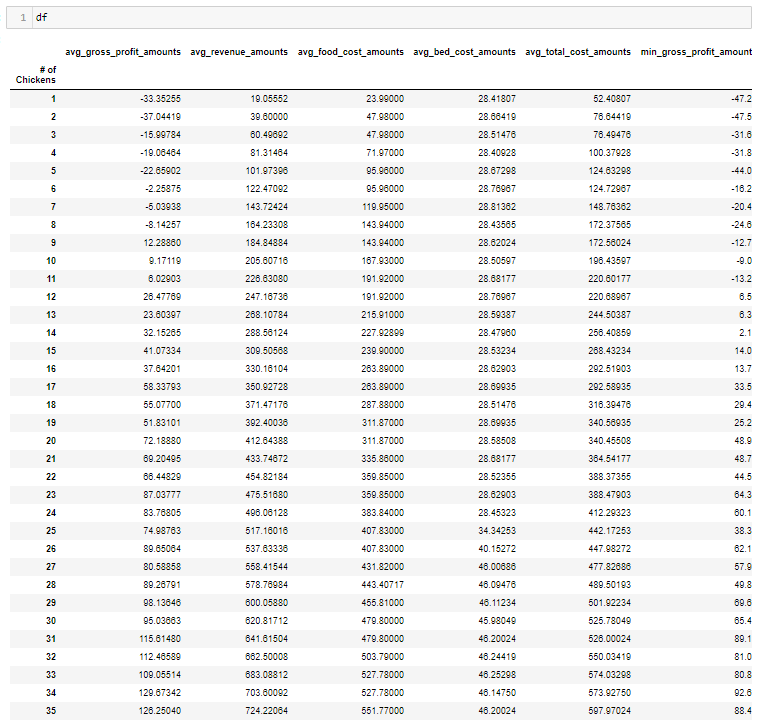 1 df
avg_gross_profit_amounts avg_revenue_amounts avg_food_cost_amounts avg_bed_cost_amounts avg_total_cost_amounts min_gross_profit_amount
# of
Chickens
1 -33.35255 19.05552 23.99000 28.41807 52.40807 -47.2
2 -37.04419 39.60000 47.98000 28.66419 76.64419 -47.5
3 -15.99784 60.49692 47.98000 28.51476 76.49476 -31.6
4 -19.06464 81.31464 71.97000 28.40928 100.37928 -31.8
5 -22.65902 101.97396 95.96000 28.67298 124.63298 -44.0
6 -2.25875 122.47092 95.96000 28.76967 124.72967 -16.2
7 -5.03938 143.72424 119.95000 28.81362 148.76362 -20.4
8 -8.14257 164.23308 143.94000 28.43565 172.37565 -24.6
9 12.28860 184.84884 143.94000 28.62024 172.56024 -12.7
10 9.17119 205.60716 167.93000 28.50597 196.43597 -9.0
11 6.02903 226.63080 191.92000 28.68177 220.60177 -13.2
12 26.47769 247.16736 191.92000 28.76967 220.68967 6.5
13 23.60397 268.10784 215.91000 28.59387 244.50387 6.3
14 32.15265 288.56124 227.92899 28.47960 256.40859 2.1
15 41.07334 309.50568 239.90000 28.53234 268.43234 14.0
16 37.64201 330.16104 263.89000 28.62903 292.51903 13.7
17 58.33793 350.92728 263.89000 28.69935 292.58935 33.5
18 55.07700 371.47176 287.88000 28.51476 316.39476 29.4
19 51.83101 392.40036 311.87000 28.69935 340.56935 25.2
20 72.18880 412.64388 311.87000 28.58508 340.45508 48.9
21 69.20495 433.74672 335.86000 28.68177 364.54177 48.7
22 66.44829 454.82184 359.85000 28.52355 388.37355 44.5
23 87.03777 475.51680 359.85000 28.62903 388.47903 64.3
24 83.76805 496.06128 383.84000 28.45323 412.29323 60.1
25 74.98763 517.16016 407.83000 34.34253 442.17253 38.3
26 89.65064 537.63336 407.83000 40.15272 447.98272 62.1
27 80.58858 558.41544 431.82000 46.00686 477.82686 57.9
28 89.26791 578.76984 443.40717 46.09476 489.50193 49.8
29 98.13646 600.05880 455.81000 46.11234 501.92234 69.6
30 95.03663 620.81712 479.80000 45.98049 525.78049 65.4
31 115.61480 641.61504 479.80000 46.20024 526.00024 89.1
32 112.46589 662.50008 503.79000 46.24419 550.03419 81.0
33 109.05514 683.08812 527.78000 46.25298 574.03298 80.8
34 129.67342 703.60092 527.78000 46.14750 573.92750 92.6
35 126.25040 724.22064 551.77000 46.20024 597.97024 88.4